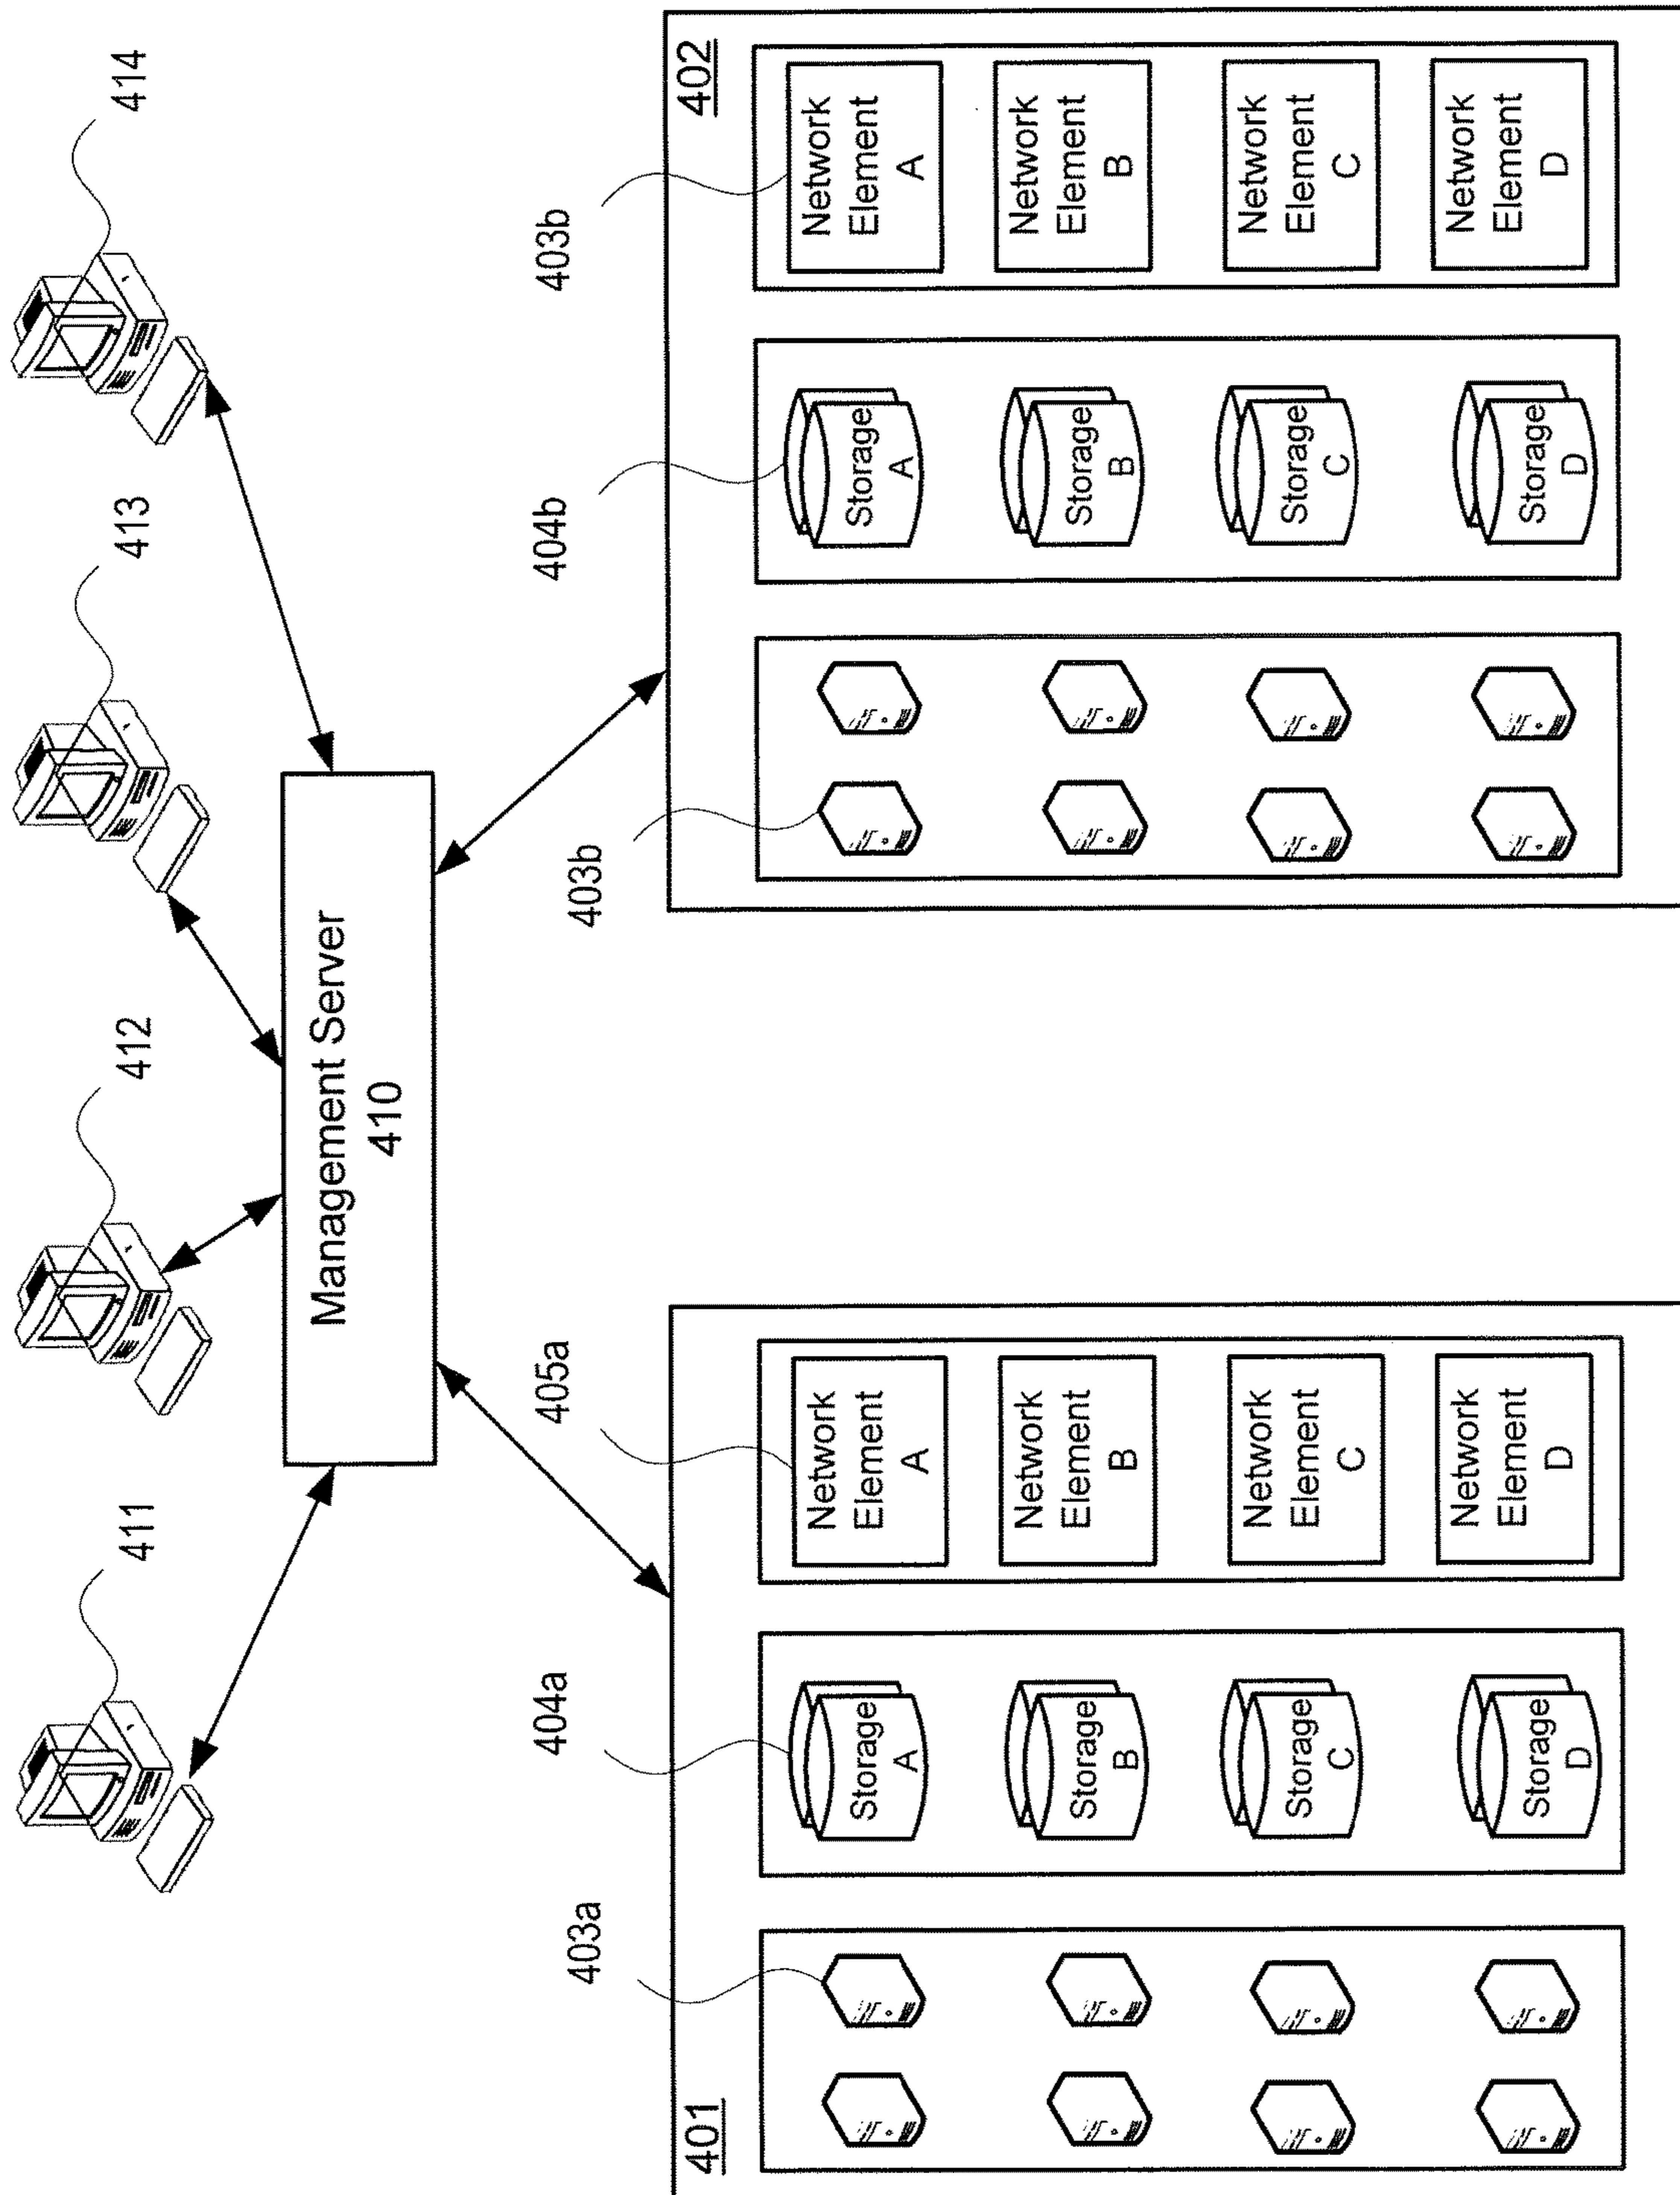 411
412
413
414
Management Server
410
401
403a
404a
405a
Storage
A
Storage
B
Storage
C
Storage
D
Network
Element
A
Network
Element
B
Network
Element
C
Network
Element
D
402
403b
404b
403b
Storage
A
Storage
B
Storage
C
Storage
D
Network
Element
A
Network
Element
B
Network
Element
C
Network
Element
D